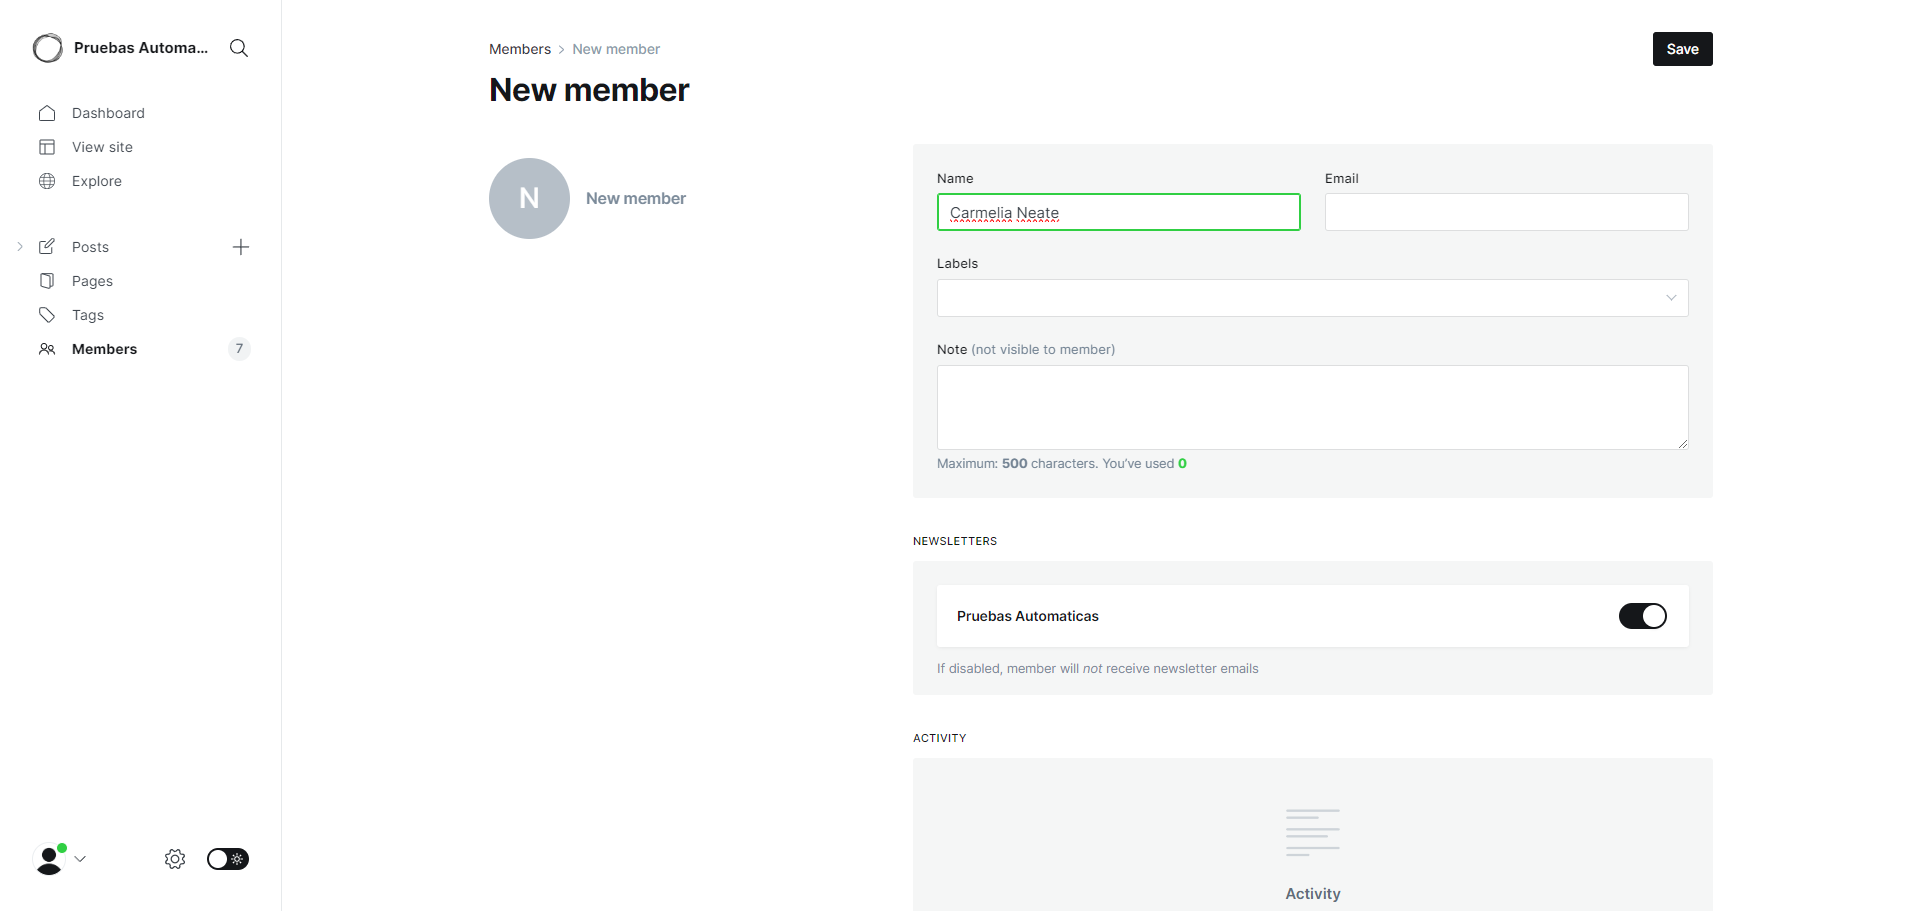 Pruebas Automa...
Dashboard
View site
Explore
Posts
Pages
Tags
Members
7
Members > New member
Save
New member
N
New member
Name
Email
Carmelia Neate
Labels
Note (not visible to member)
Maximum: 500 characters. You’ve used 0
NEWSLETTERS
Pruebas Automaticas
If disabled, member will not receive newsletter emails
ACTIVITY
Activity